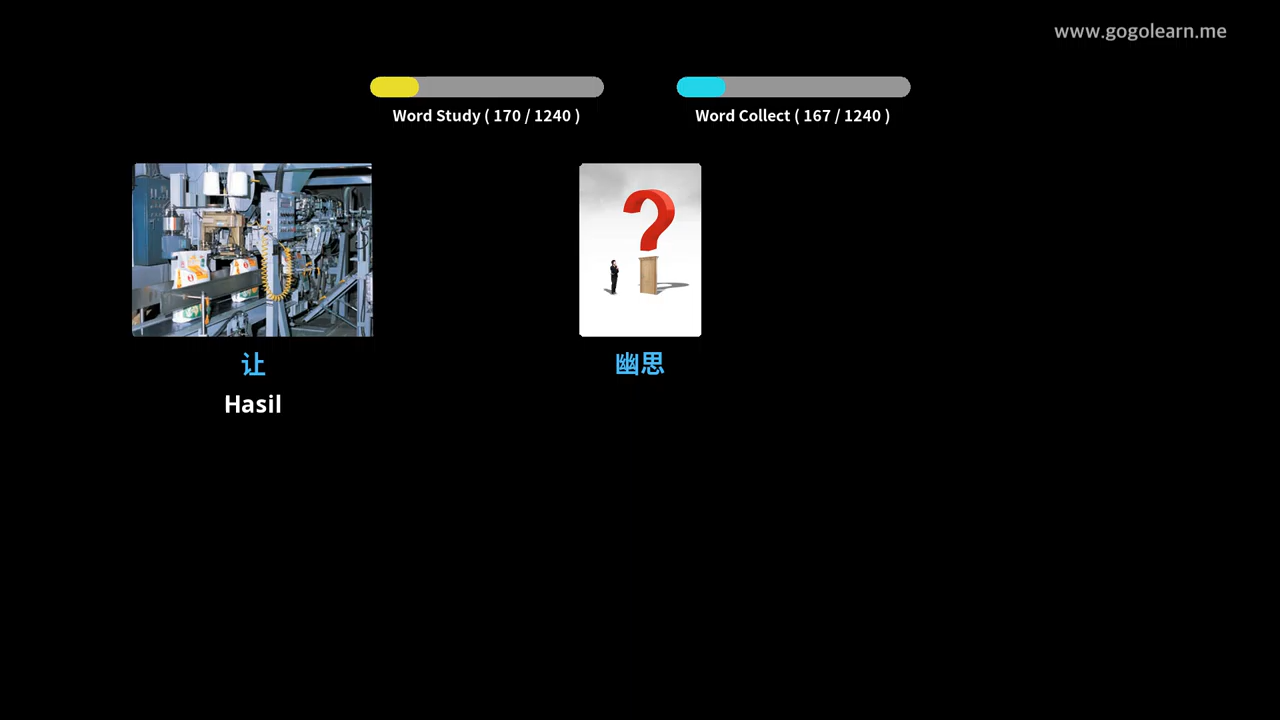 www.gogolearn.me
Word Study ( 170 / 1240 )
Word Collect ( 167 / 1240 )
让
Hasil
幽思